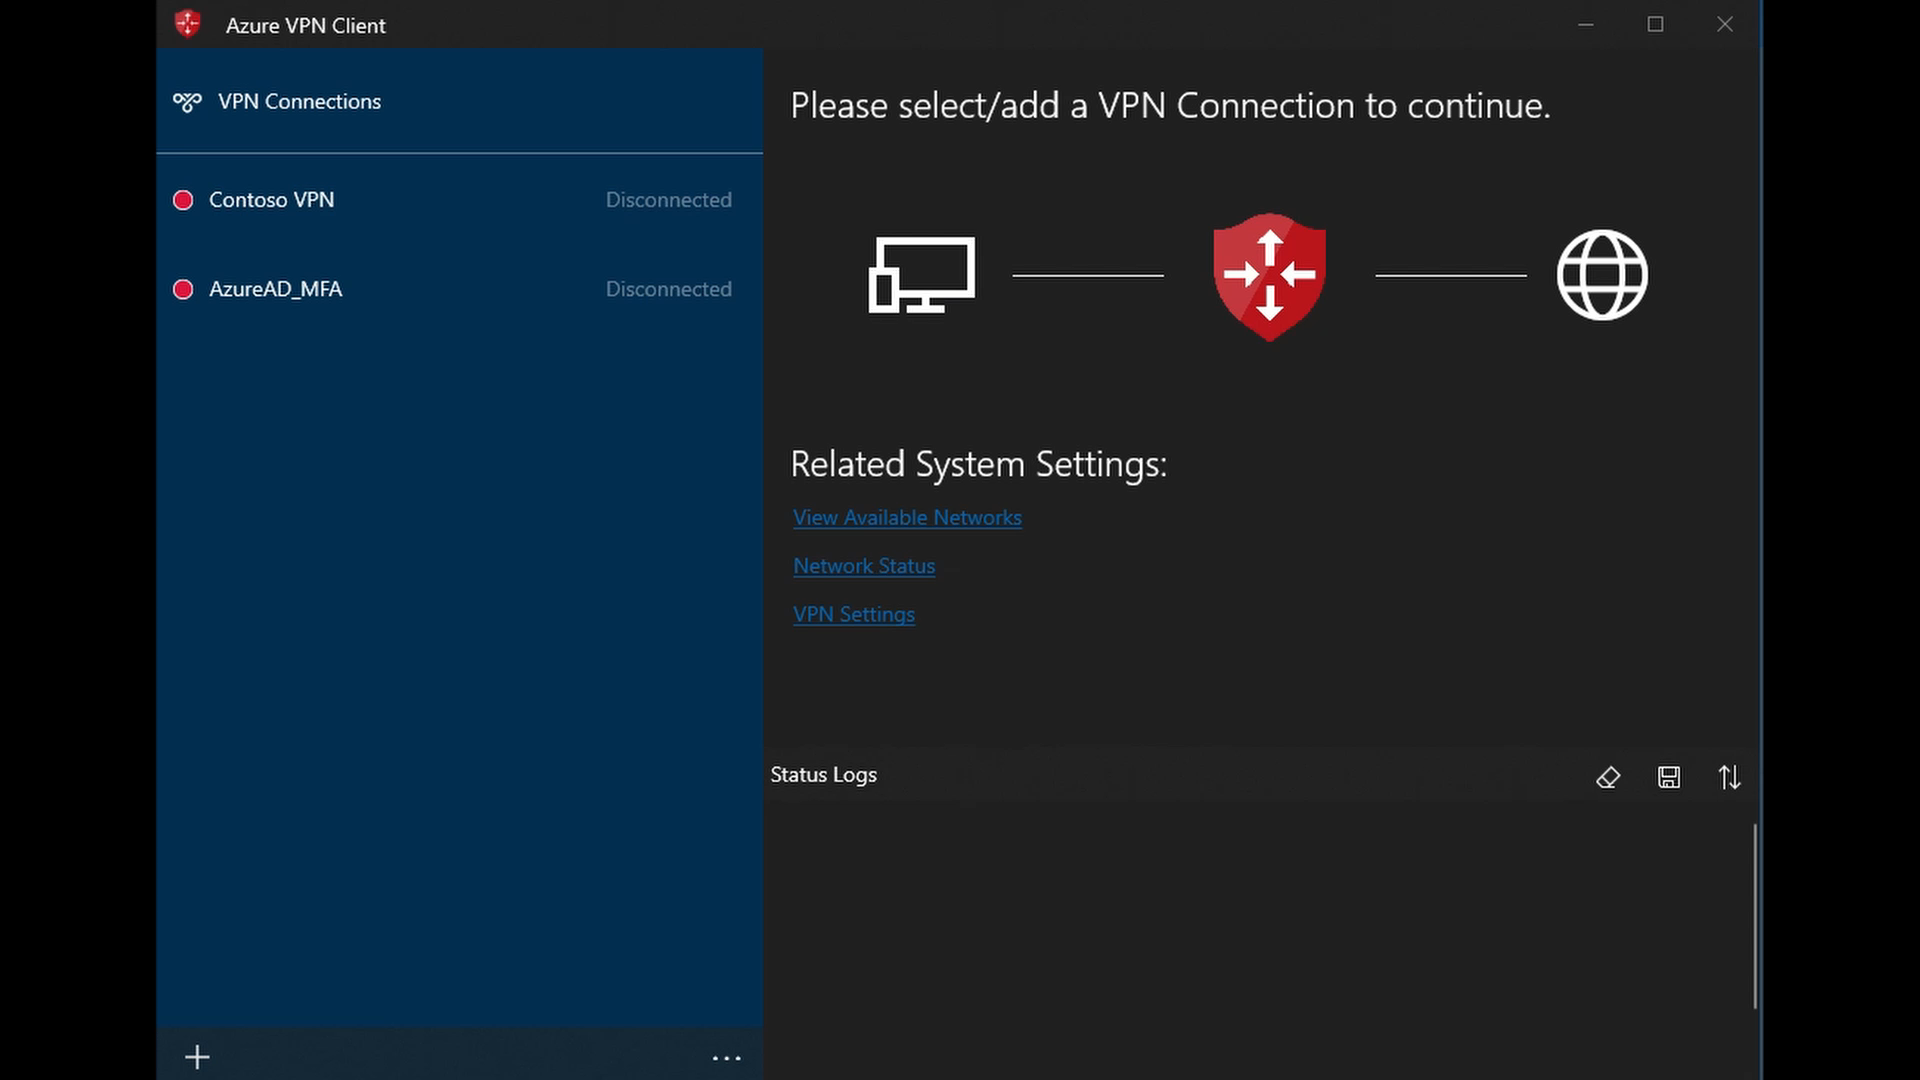 Azure VPN Client
VPN Connections
Contoso VPN Disconnected
AzureAD_MFA Disconnected
Please select/add a VPN Connection to continue.
Related System Settings:
View Available Networks
Network Status
VPN Settings
Status Logs